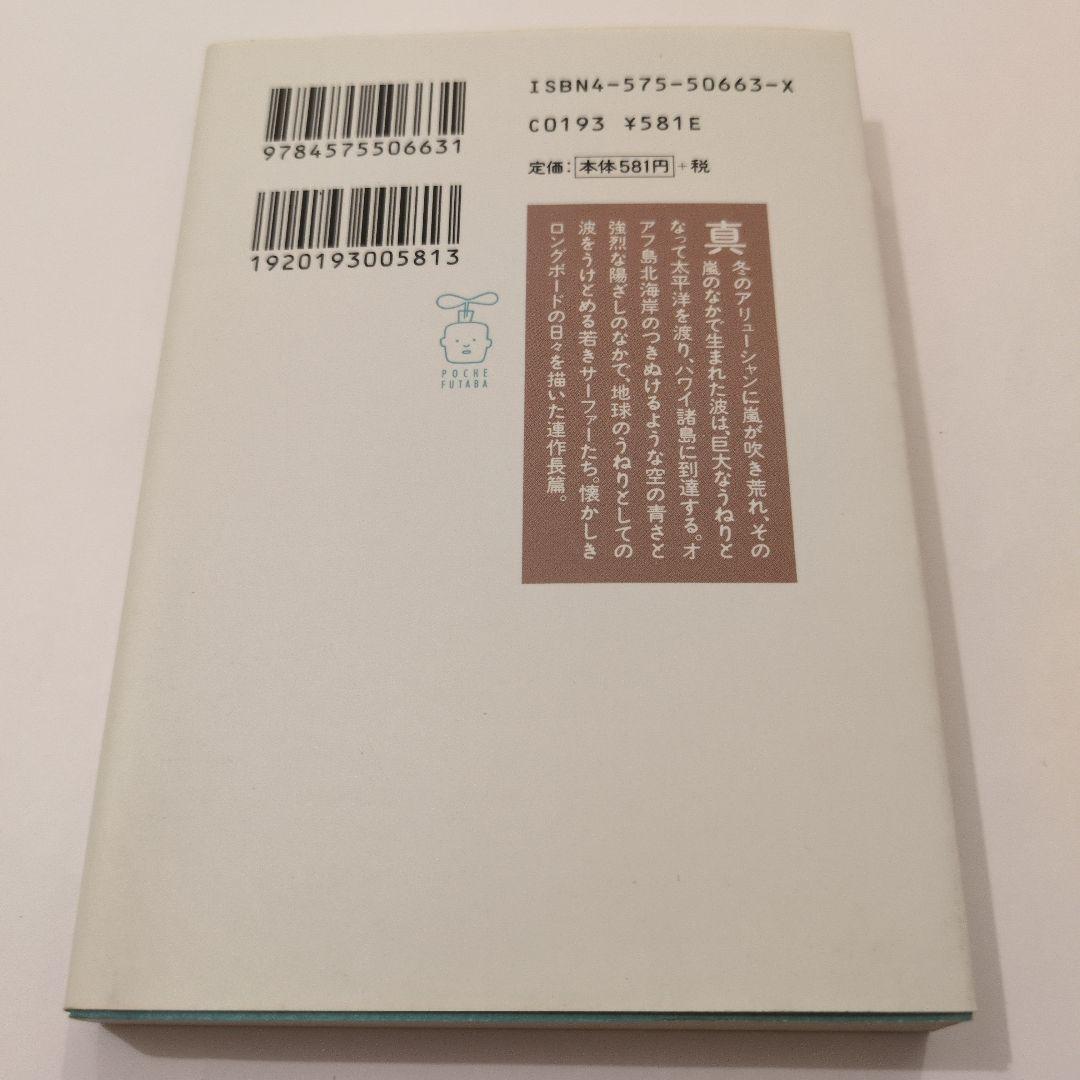 9784575506631
1920193005813
POCHE
FUTABA
ISBN4-575-50663-X
C0193 ¥581E
定価：本体581円+税
真冬のアリューシャンに嵐が吹き荒れ、その
嵐のなかで生まれた波は、巨大なうねりと
なって太平洋を渡り、ハワイ諸島に到達する。オ
アフ島北海岸のつきぬけるような空の青さと
強烈な陽ざしのなかで、地球のうねりとしての
波をうけとめる若きサーファーたち。懐かしき
ロングボードの日々を描いた連作長篇。